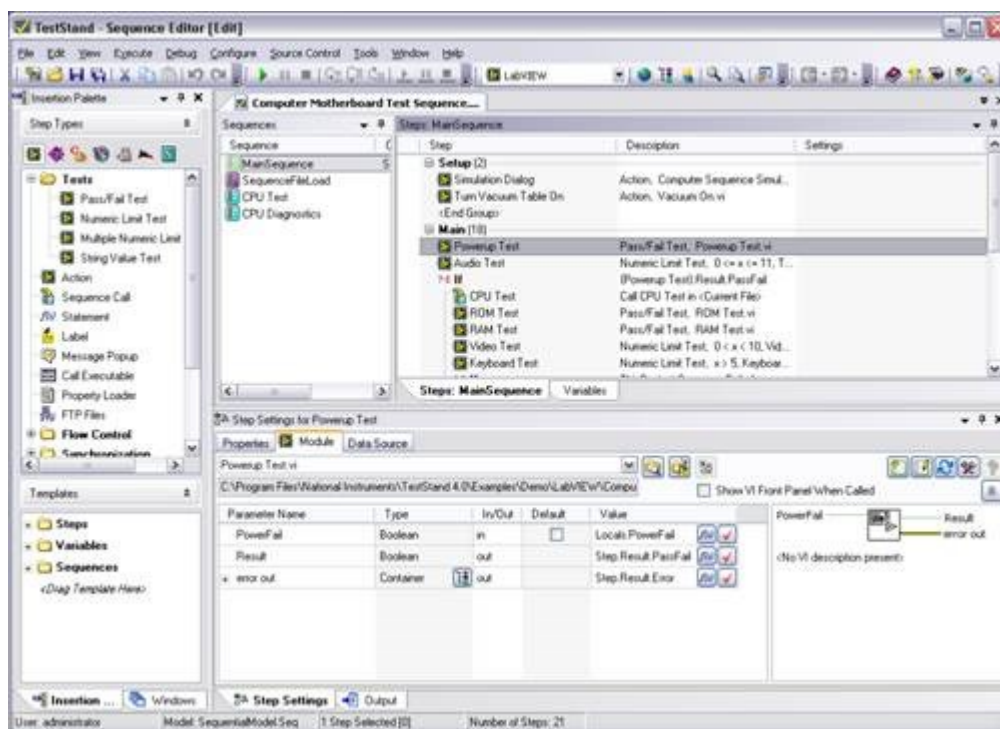 TestStand - Sequence Editor [Edit]
File Edit View Execute Debug Configure Source Control Tools Window Help
LabVIEW
Insertion Palette
Step Types
Tests
Pass/Fail Test
Numeric Limit Test
Multiple Numeric Limit
String Value Test
Action
Sequence Call
Statement
Label
Message Popup
Call Executable
Property Loader
FTP Files
Flow Control
Synchronization
Templates
Steps
Variables
Sequences
<Drag Template Here>
Insertion ... Windows
Computer Motherboard Test Sequence....
Sequences
Sequence
MainSequence
SequenceFileLoad
CPU Test
CPU Diagnostics
Steps: MainSequence
Step Description Settings
Setup (2)
Simulation Dialog Action, Computer Sequence Simul...
Turn Vacuum Table On Action, Vacuum On.vi
<End Group>
Main (18)
Powerup Test Pass/Fail Test, Powerup Test.vi
Audio Test Numeric Limit Test, 0 <= x <= 11, T...
If (Powerup Test).Result.PassFail
CPU Test Call CPU Test in <Current File>
ROM Test Pass/Fail Test, ROM Test.vi
RAM Test Pass/Fail Test, RAM Test.vi
Video Test Numeric Limit Test, 0 < x < 10, Vid...
Keyboard Test Numeric Limit Test, x > 5, Keyboar...
Steps: MainSequence Variables
Step Settings for Powerup Test
Properties Module Data Source
Powerup Test.vi
C:\Program Files\National Instruments\TestStand 4.0\Examples\Demo\LabVIEW\Compu
Show VI Front Panel When Called
Parameter Name Type In/Out Default Value
PowerFail Boolean in Locals.PowerFail
Result Boolean out Step.Result.PassFail
error out Container out Step.Result.Error
PowerFail Result
error out
<No VI description present>
Step Settings Output
User: administrator Model: SequentialModel.Seq 1 Step Selected [0] Number of Steps: 21